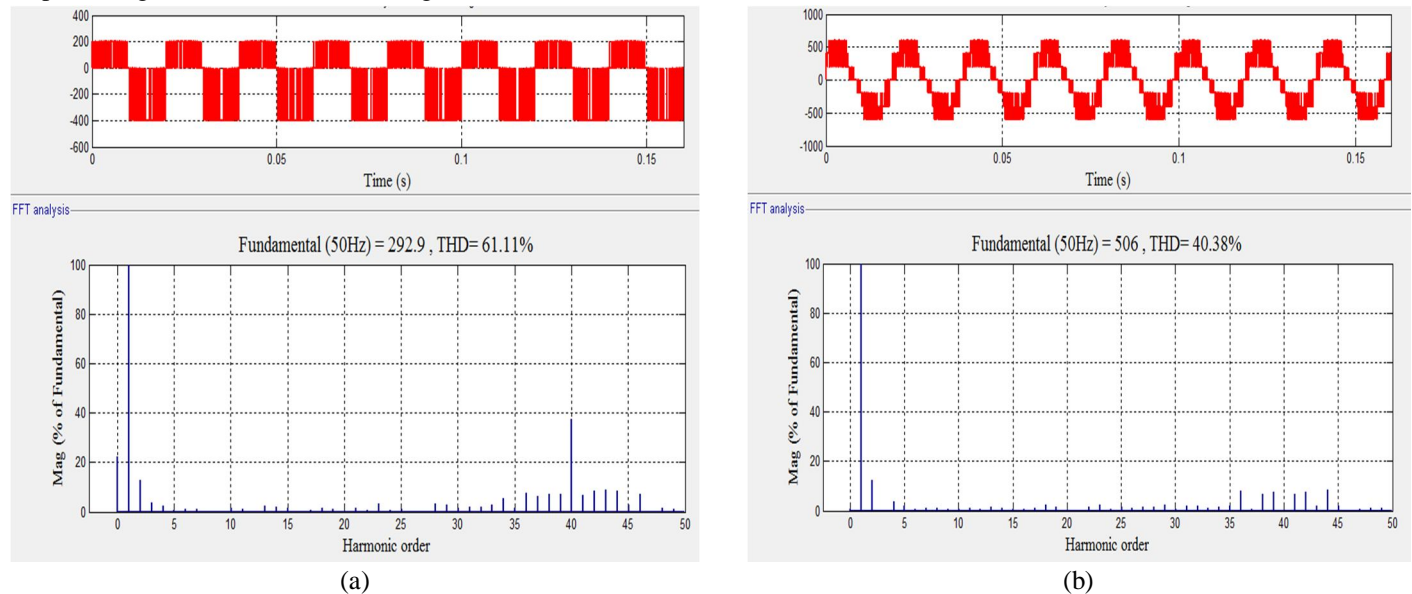 400
200
0
-200
-400
-600
0 0.05 0.1 0.15
Time (s)
FFT analysis
Fundamental (50Hz) = 292.9 , THD= 61.11%
Mag (% of Fundamental)
100
80
60
40
20
0
0 5 10 15 20 25 30 35 40 45 50
Harmonic order
(a)
1000
500
0
-500
-1000
0 0.05 0.1 0.15
Time (s)
FFT analysis
Fundamental (50Hz) = 506 , THD= 40.38%
Mag (% of Fundamental)
100
80
60
40
20
0
0 5 10 15 20 25 30 35 40 45 50
Harmonic order
(b)